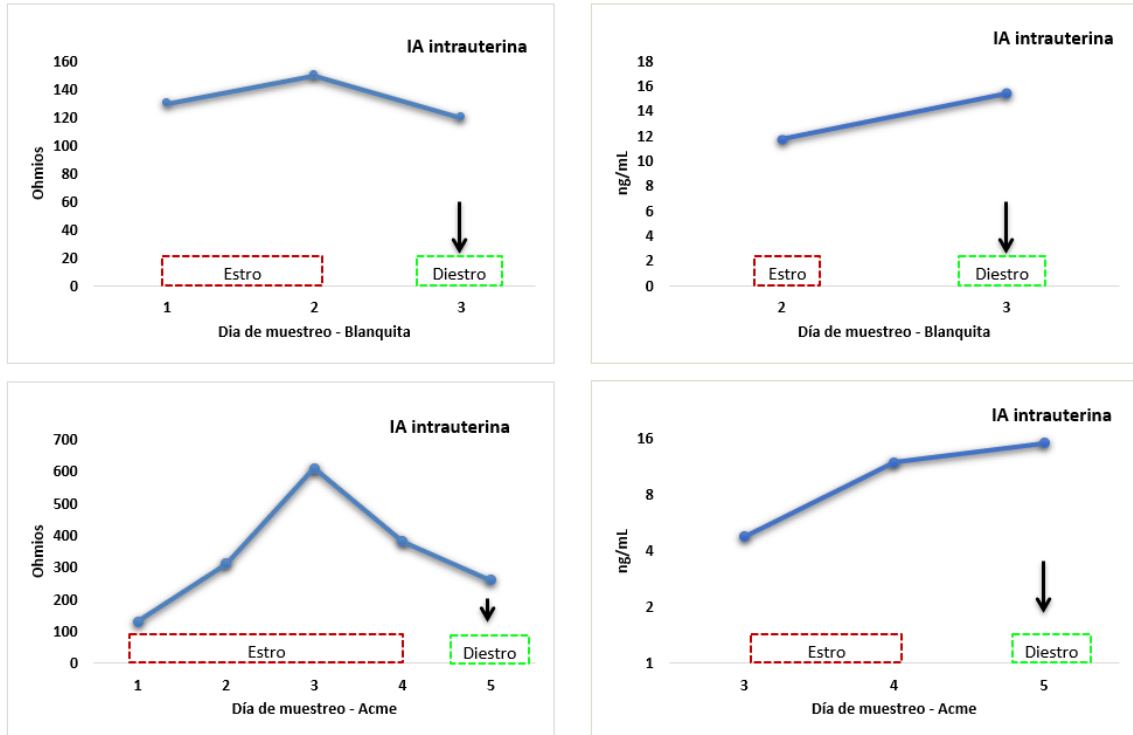 IA intrauterina
160
140
120
100
80
60
40
20
0
Ohmios
Estro
Diestro
1 2 3
Dia de muestreo - Blanquita
IA intrauterina
18
16
14
12
10
8
6
4
2
0
ng/mL
Estro
Diestro
2 3
Día de muestreo - Blanquita
IA intrauterina
700
600
500
400
300
200
100
0
Ohmios
Estro
Diestro
1 2 3 4 5
Día de muestreo - Acme
IA intrauterina
16
8
4
2
1
ng/mL
Estro
Diestro
3 4 5
Día de muestreo - Acme